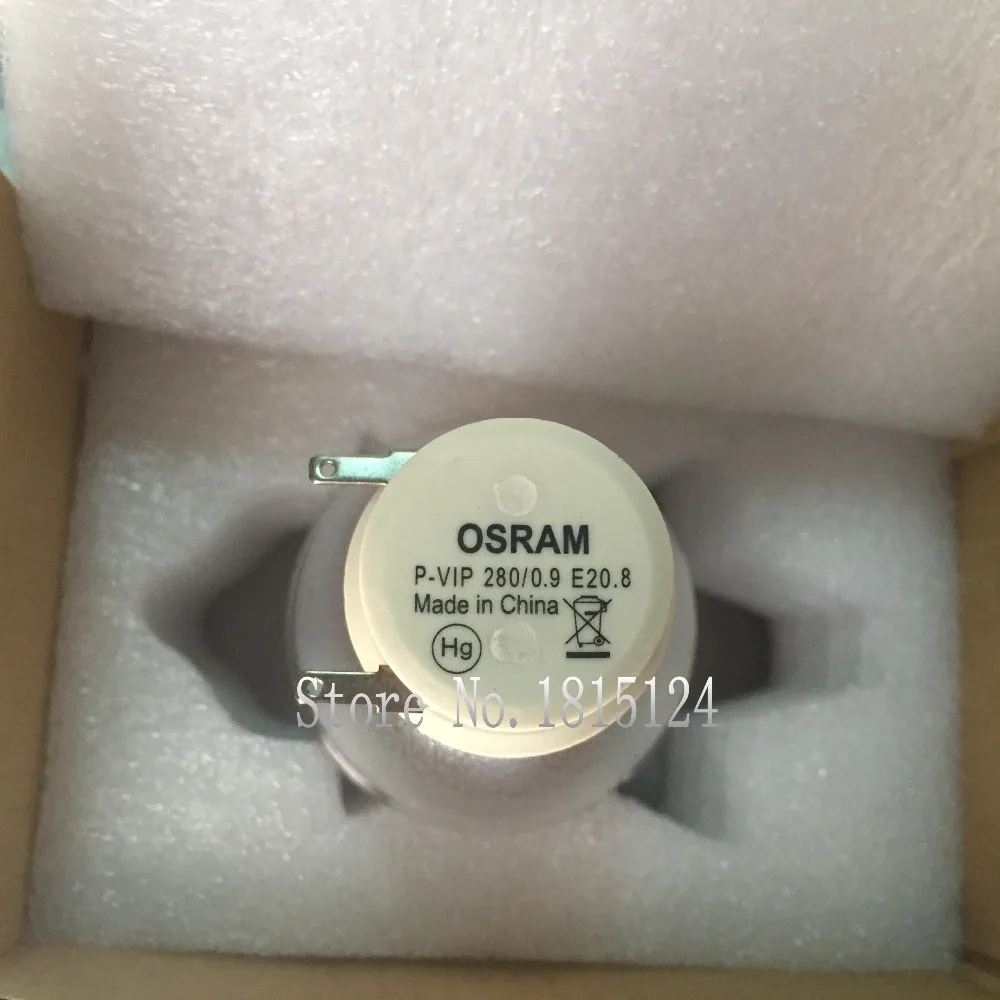 OSRAM
P-VIP 280/0.9 E20.8
Made in China
Hg
Store No. 1815124